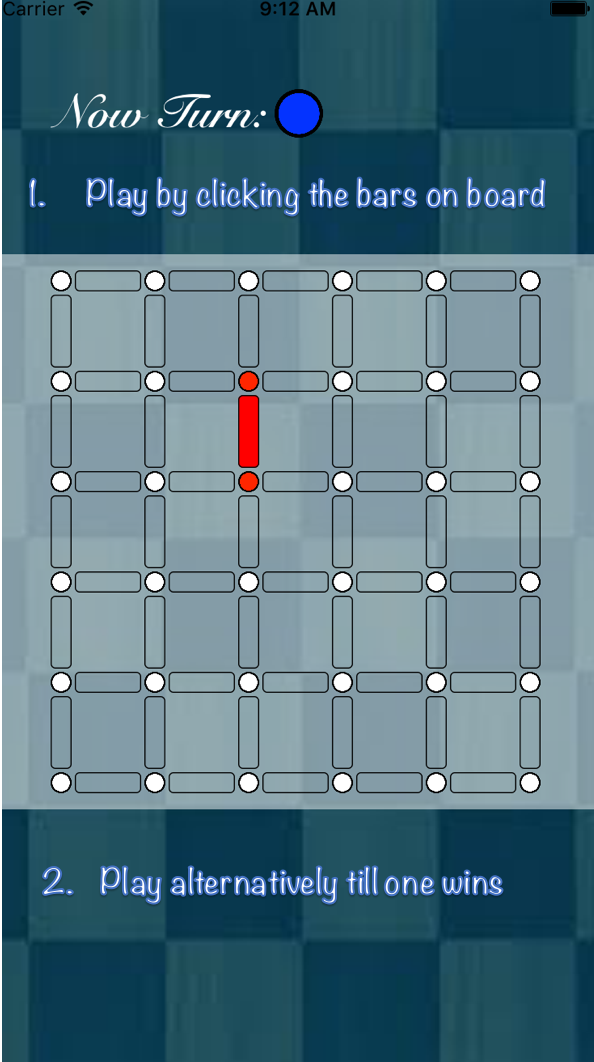 Carrier 9:12 AM
Now Turn:
1. Play by clicking the bars on board
2. Play alternatively till one wins